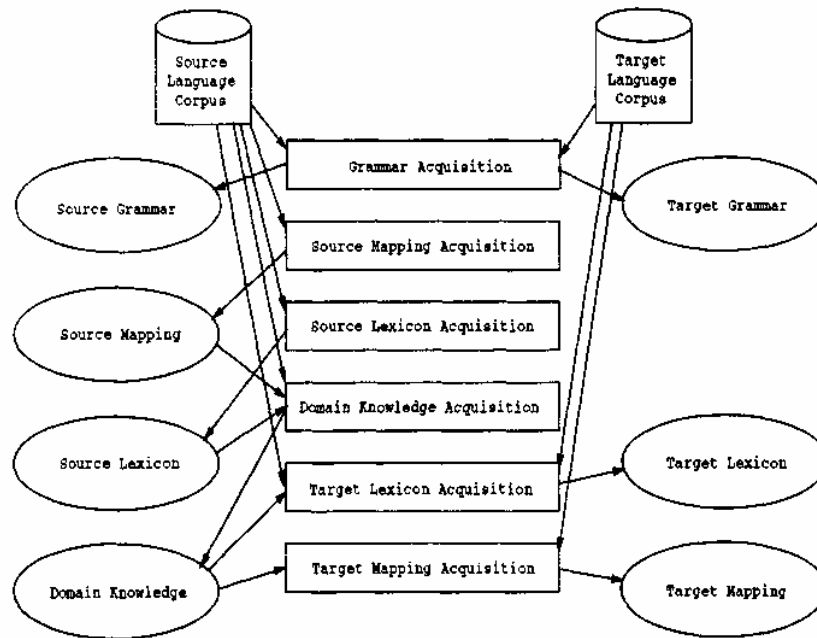 Source
Language
Corpus
Target
Language
Corpus
Grammar Acquisition
Source Grammar
Target Grammar
Source Mapping Acquisition
Source Mapping
Source Lexicon Acquisition
Domain Knowledge Acquisition
Source Lexicon
Target Lexicon Acquisition
Target Lexicon
Target Mapping Acquisition
Domain Knowledge
Target Mapping